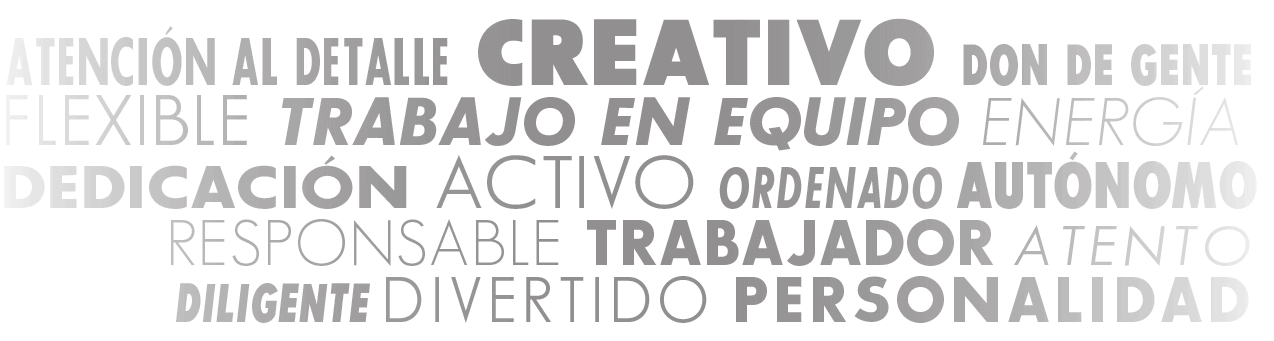 ATENCIÓN AL DETALLE CREATIVO DON DE GENTE
FLEXIBLE TRABAJO EN EQUIPO ENERGÍA
DEDICACIÓN ACTIVO ORDENADO AUTÓNOMO
RESPONSABLE TRABAJADOR ATENTO
DILIGENTE DIVERTIDO PERSONALIDAD